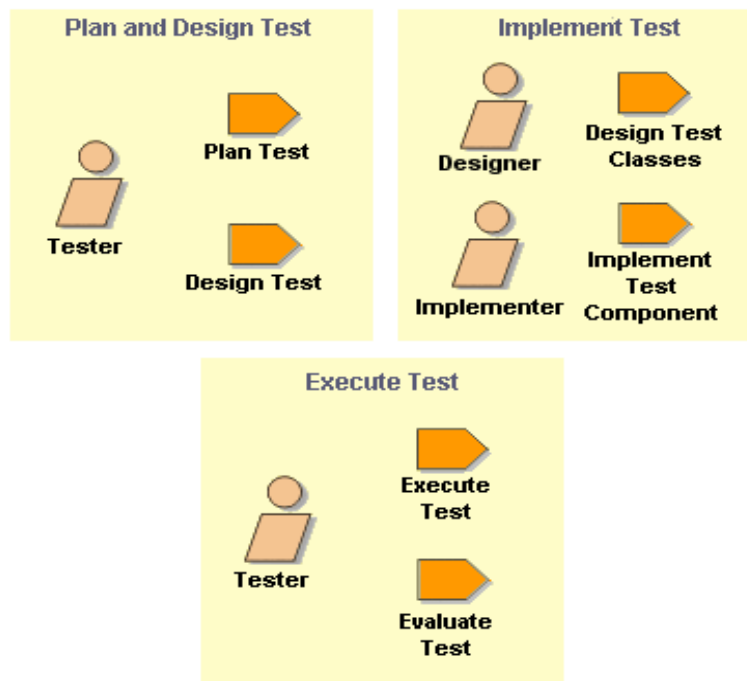 Plan and Design Test
Plan Test
Tester
Design Test
Implement Test
Designer
Design Test
Classes
Implementer
Implement
Test
Component
Execute Test
Execute
Test
Tester
Evaluate
Test